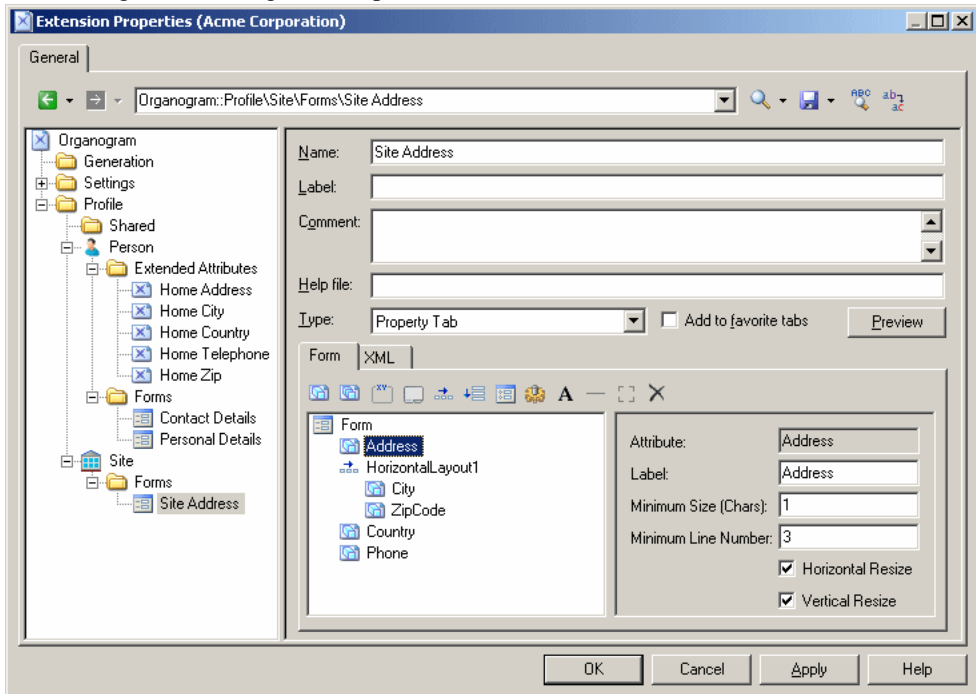 Extension Properties (Acme Corporation)
General
Organogram::Profile\Site\Forms\Site Address
ABC
ab
ac
Organogram
Generation
Settings
Profile
Shared
Person
Extended Attributes
Home Address
Home City
Home Country
Home Telephone
Home Zip
Forms
Contact Details
Personal Details
Site
Forms
Site Address
Name: Site Address
Label:
Comment:
Help file:
Type: Property Tab Add to favorite tabs Preview
Form XML
A
Form
Address
HorizontalLayout1
City
ZipCode
Country
Phone
Attribute: Address
Label: Address
Minimum Size (Chars): 1
Minimum Line Number: 3
Horizontal Resize
Vertical Resize
OK Cancel Apply Help